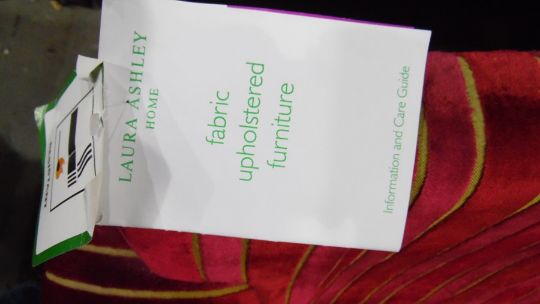 LAURA ASHLEY
HOME
fabric
upholstered
furniture
Information and Care Guide